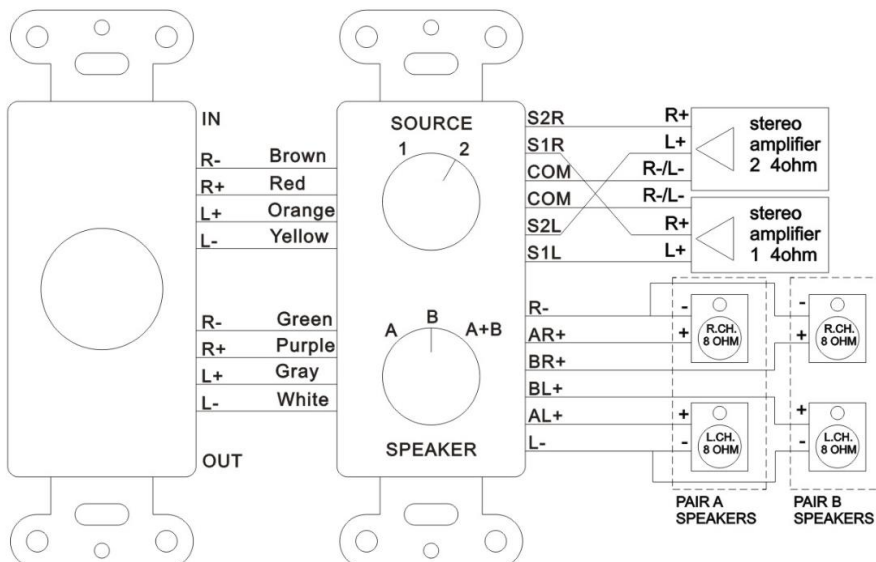 IN
R- Brown
R+ Red
L+ Orange
L- Yellow
R- Green
R+ Purple
L+ Gray
L- White
OUT
SOURCE
1 2
A B A+B
SPEAKER
S2R
S1R
COM
COM
S2L
S1L
R-
AR+
BR+
BL+
AL+
L-
R+
L+
R-/L-
R-/L-
R+
L+
stereo
amplifier
2 4ohm
stereo
amplifier
1 4ohm
-
+
R.CH.
8 OHM
+
-
L.CH.
8 OHM
PAIR A
SPEAKERS
-
+
R.CH.
8 OHM
+
-
L.CH.
8 OHM
PAIR B
SPEAKERS